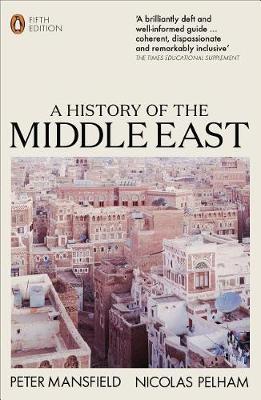 FIFTH
EDITION
'A brilliantly deft and
well-informed guide ...
coherent, dispassionate
and remarkably inclusive'
THE TIMES EDUCATIONAL SUPPLEMENT
A HISTORY OF THE
MIDDLE EAST
PETER MANSFIELD NICOLAS PELHAM